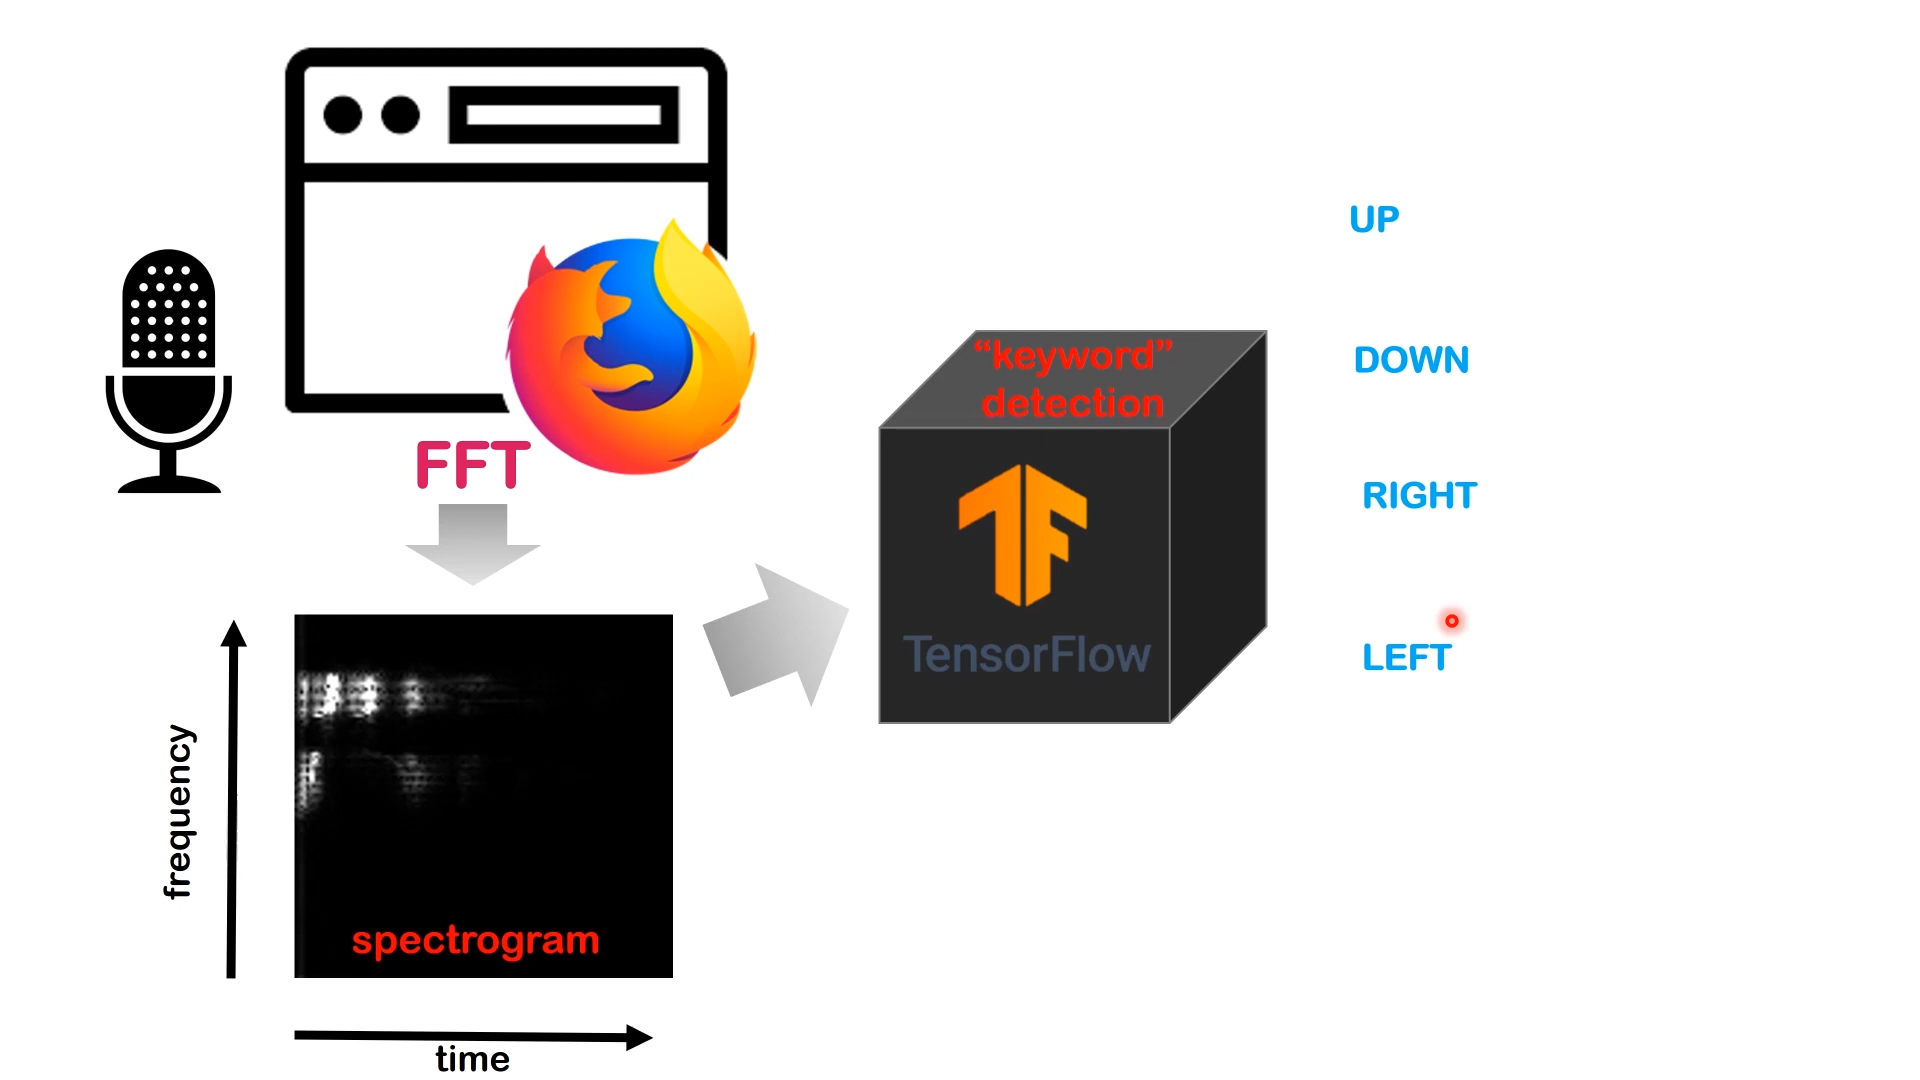 FFT
frequency
spectrogram
time
“keyword”
detection
TensorFlow
UP
DOWN
RIGHT
LEFT